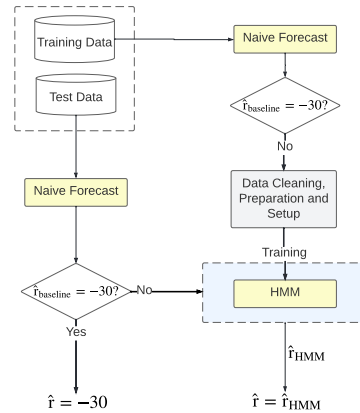 Training Data
Naive Forecast
Test Data
r̂baseline = −30?
No
Naive Forecast
Data Cleaning,
Preparation and
Setup
Training
r̂baseline = −30?
No
HMM
Yes
r̂HMM
r̂ = −30
r̂ = r̂HMM